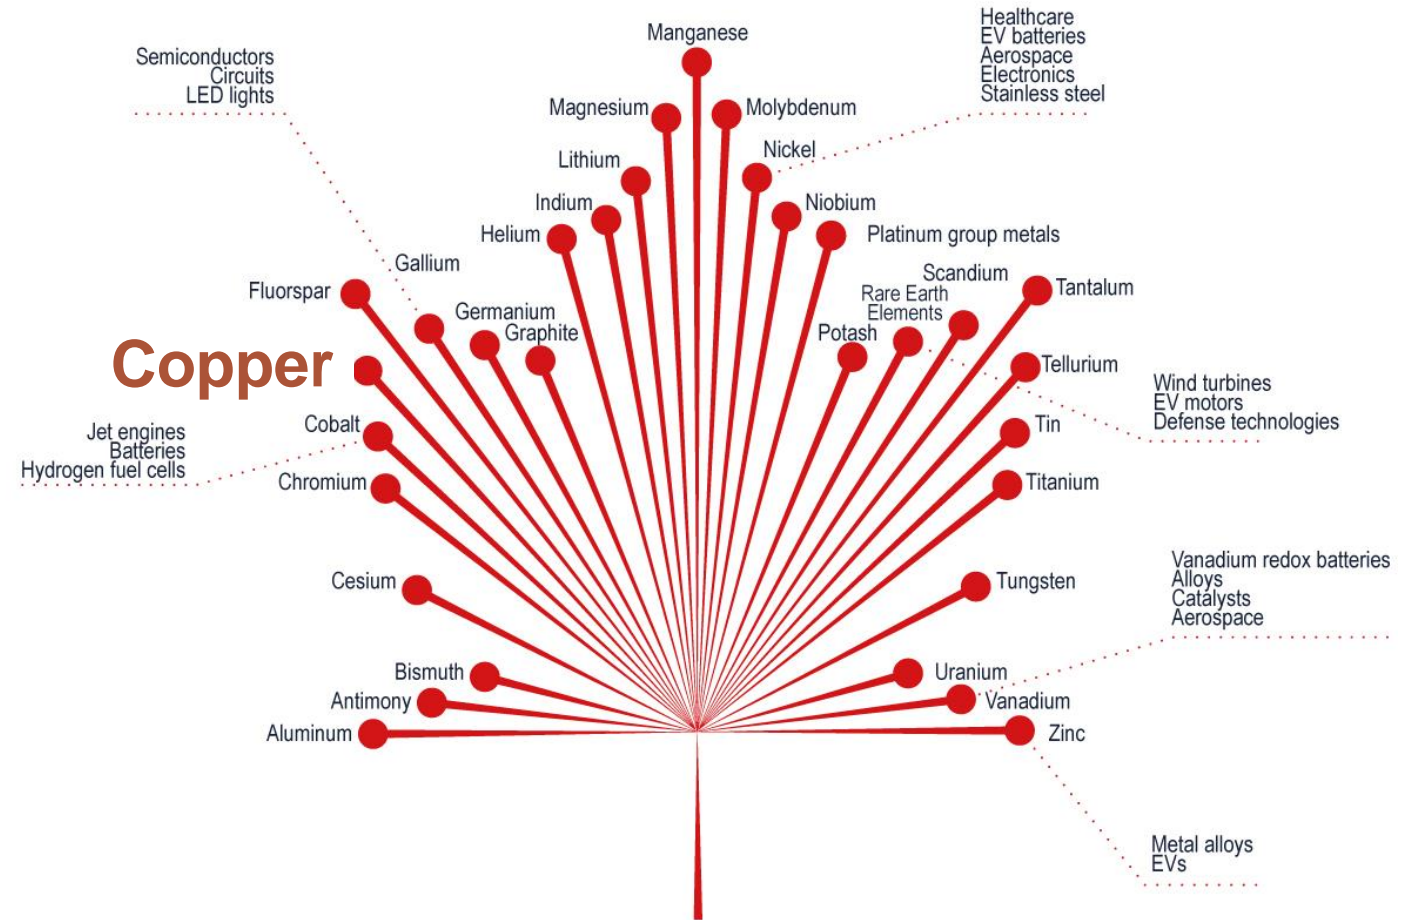 Manganese
Healthcare
EV batteries
Aerospace
Electronics
Stainless steel
Semiconductors
Circuits
LED lights
Magnesium
Molybdenum
Lithium
Nickel
Indium
Niobium
Helium
Platinum group metals
Gallium
Scandium
Fluorspar
Rare Earth
Elements
Tantalum
Germanium
Graphite
Potash
Copper
Tellurium
Wind turbines
EV motors
Defense technologies
Cobalt
Tin
Jet engines
Batteries
Hydrogen fuel cells
Chromium
Titanium
Cesium
Tungsten
Vanadium redox batteries
Alloys
Catalysts
Aerospace
Bismuth
Uranium
Antimony
Vanadium
Aluminum
Zinc
Metal alloys
EVs